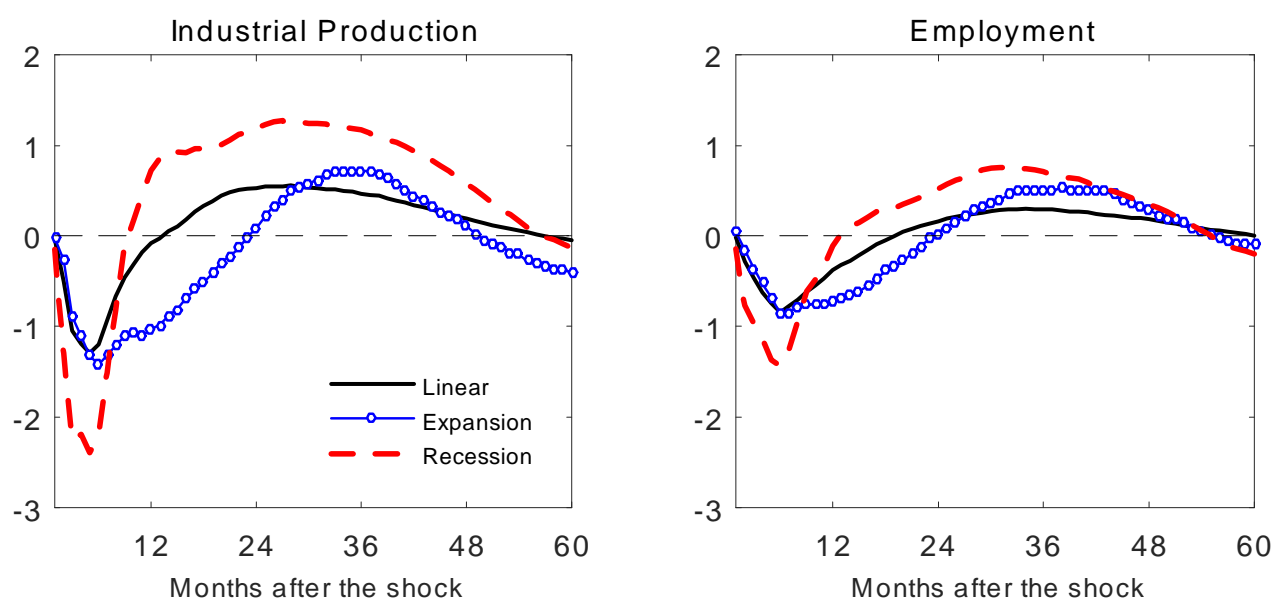 Industrial Production
2
1
0
-1
-2
-3
12 24 36 48 60
Months after the shock
Linear
Expansion
Recession
Employment
2
1
0
-1
-2
-3
12 24 36 48 60
Months after the shock